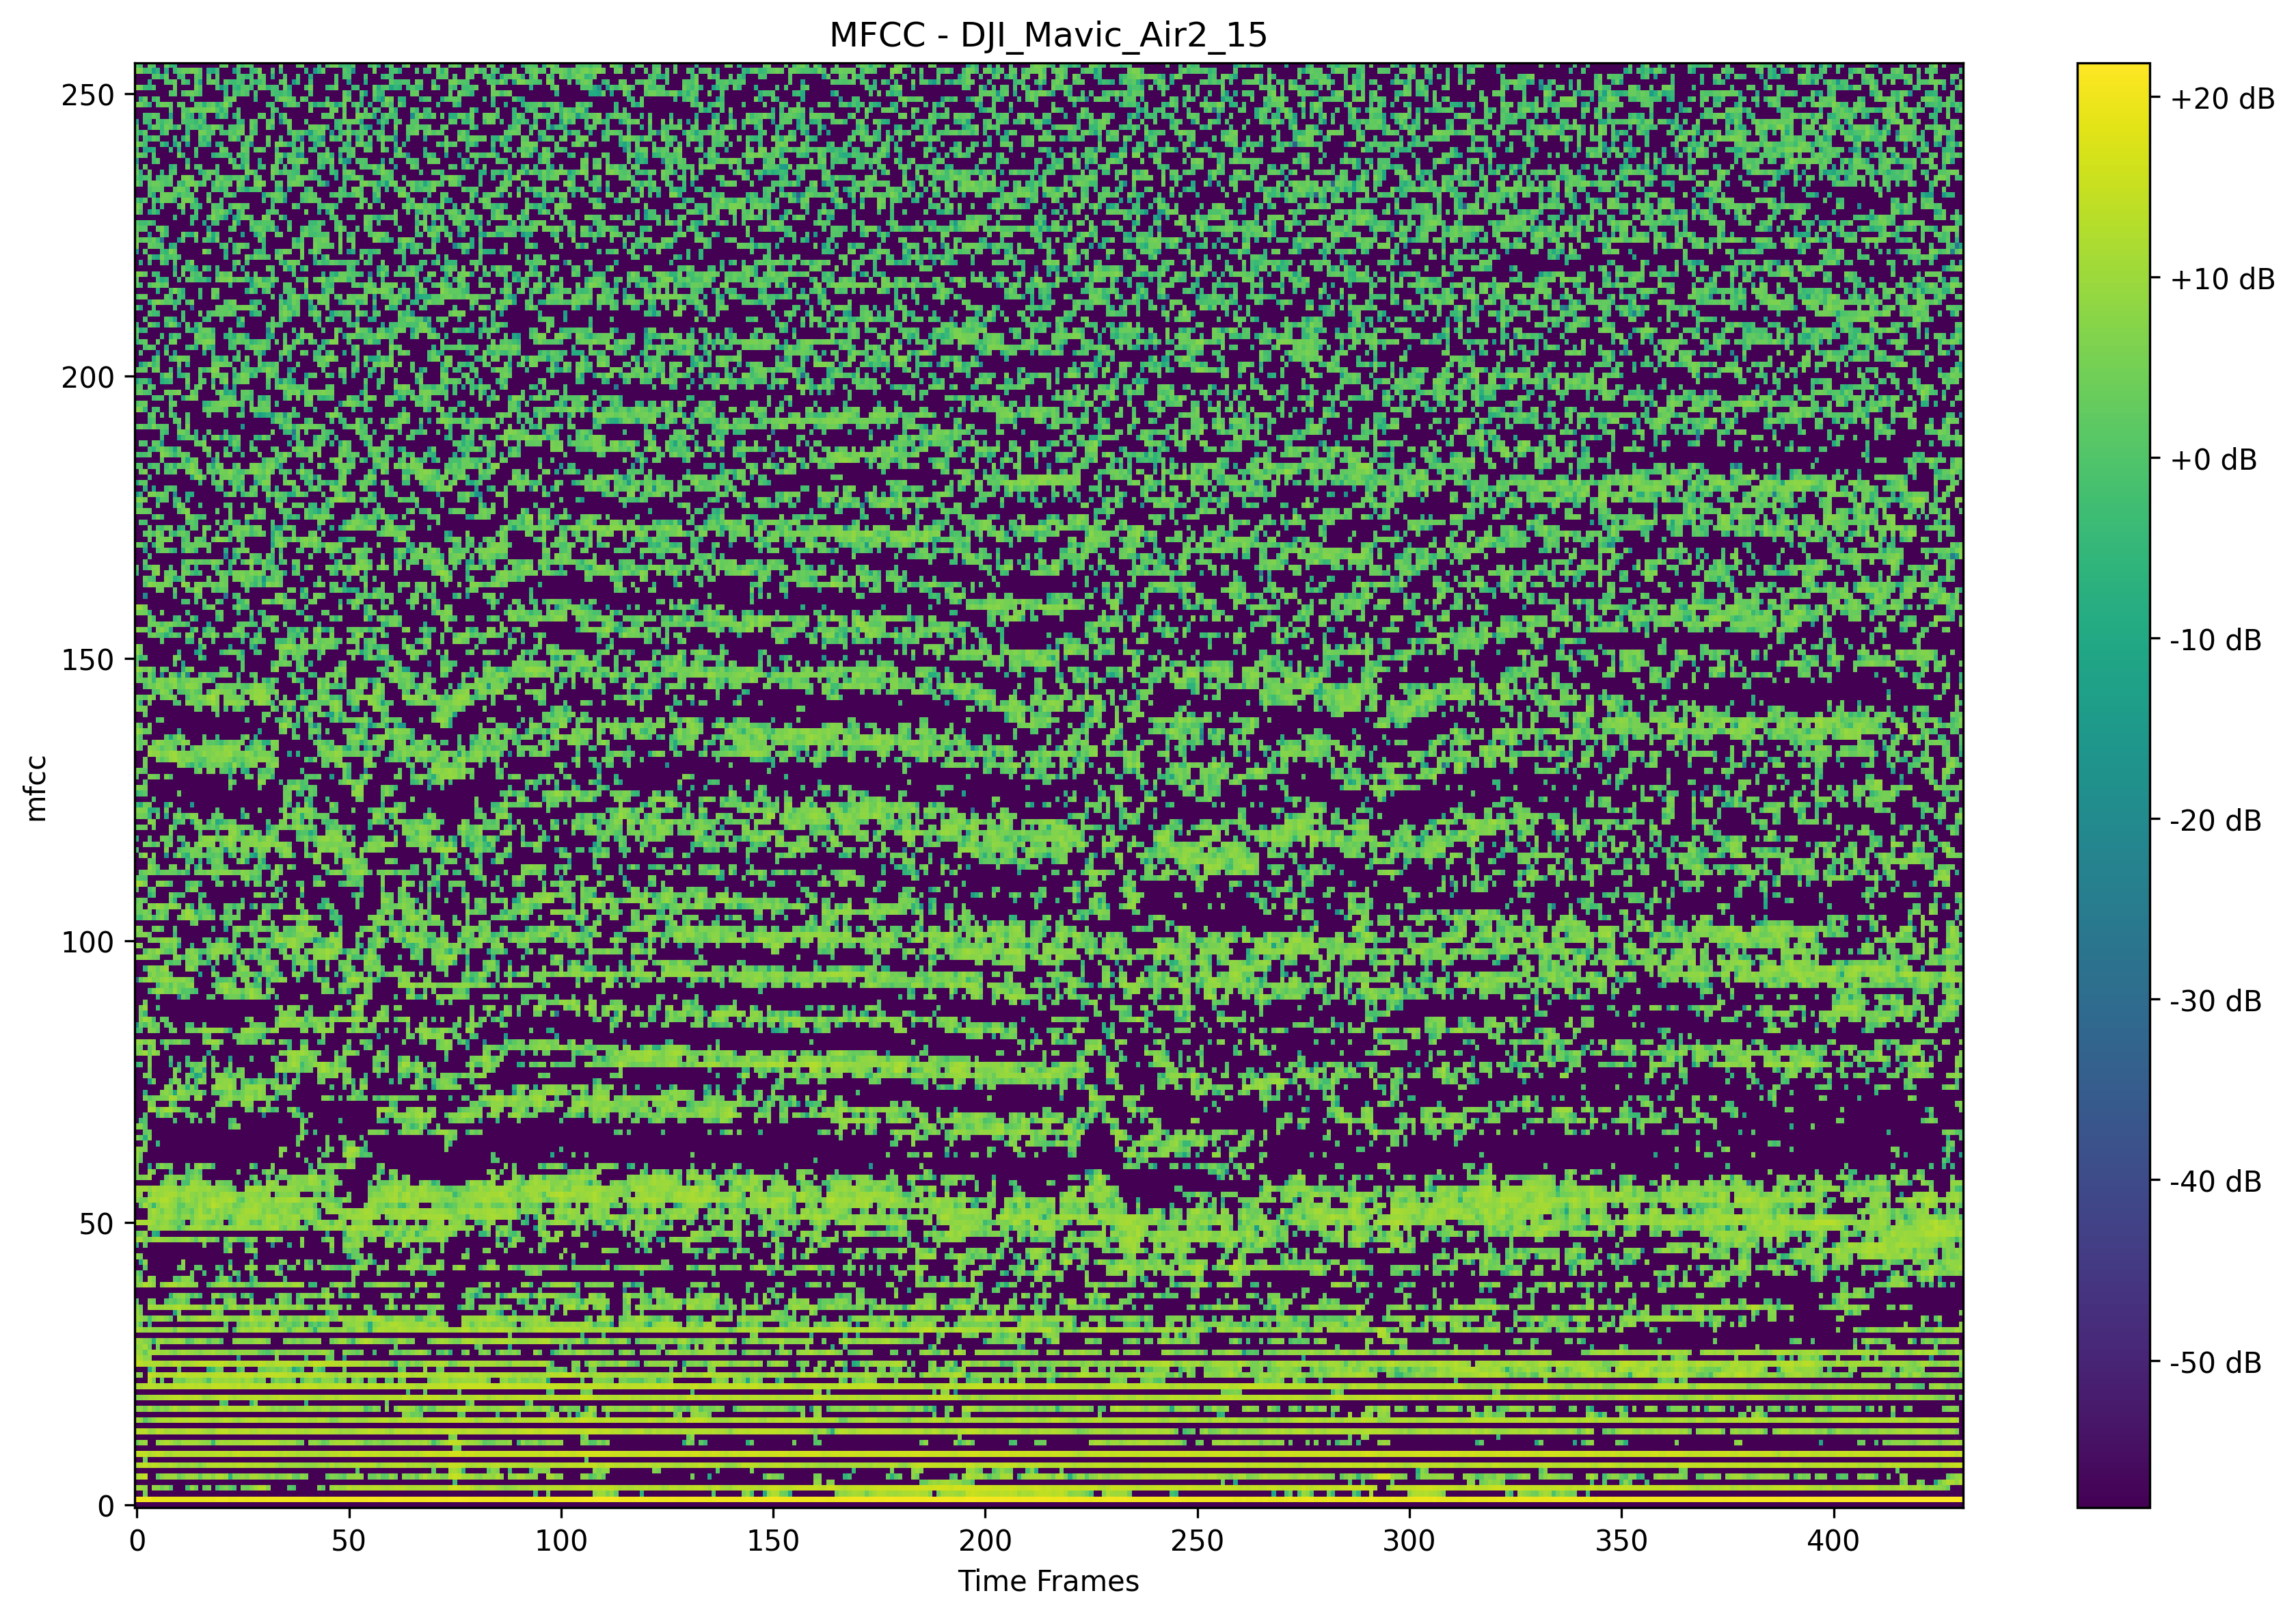 MFCC - DJI_Mavic_Air2_15
250
200
150
100
50
0
mfcc
0 50 100 150 200 250 300 350 400
Time Frames
+20 dB
+10 dB
+0 dB
-10 dB
-20 dB
-30 dB
-40 dB
-50 dB